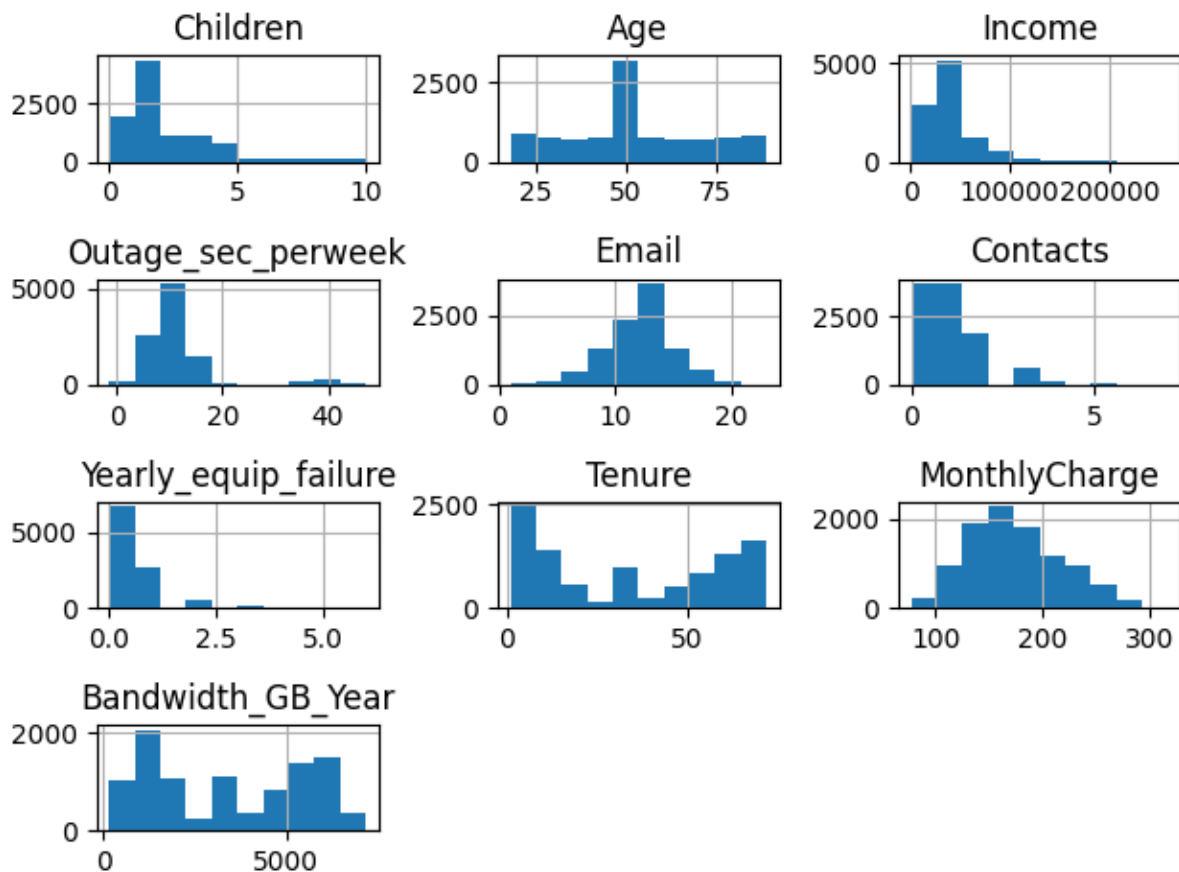 Children Age Income
2500 2500 5000
0 0 0
0 5 10 25 50 75 0 100000 200000
Outage_sec_perweek Email Contacts
5000 2500 2500
0 0 0
0 20 40 0 10 20 0 5
Yearly_equip_failure Tenure MonthlyCharge
5000 2500 2000
0 0 0
0.0 2.5 5.0 0 50 100 200 300
Bandwidth_GB_Year
2000
0
0 5000